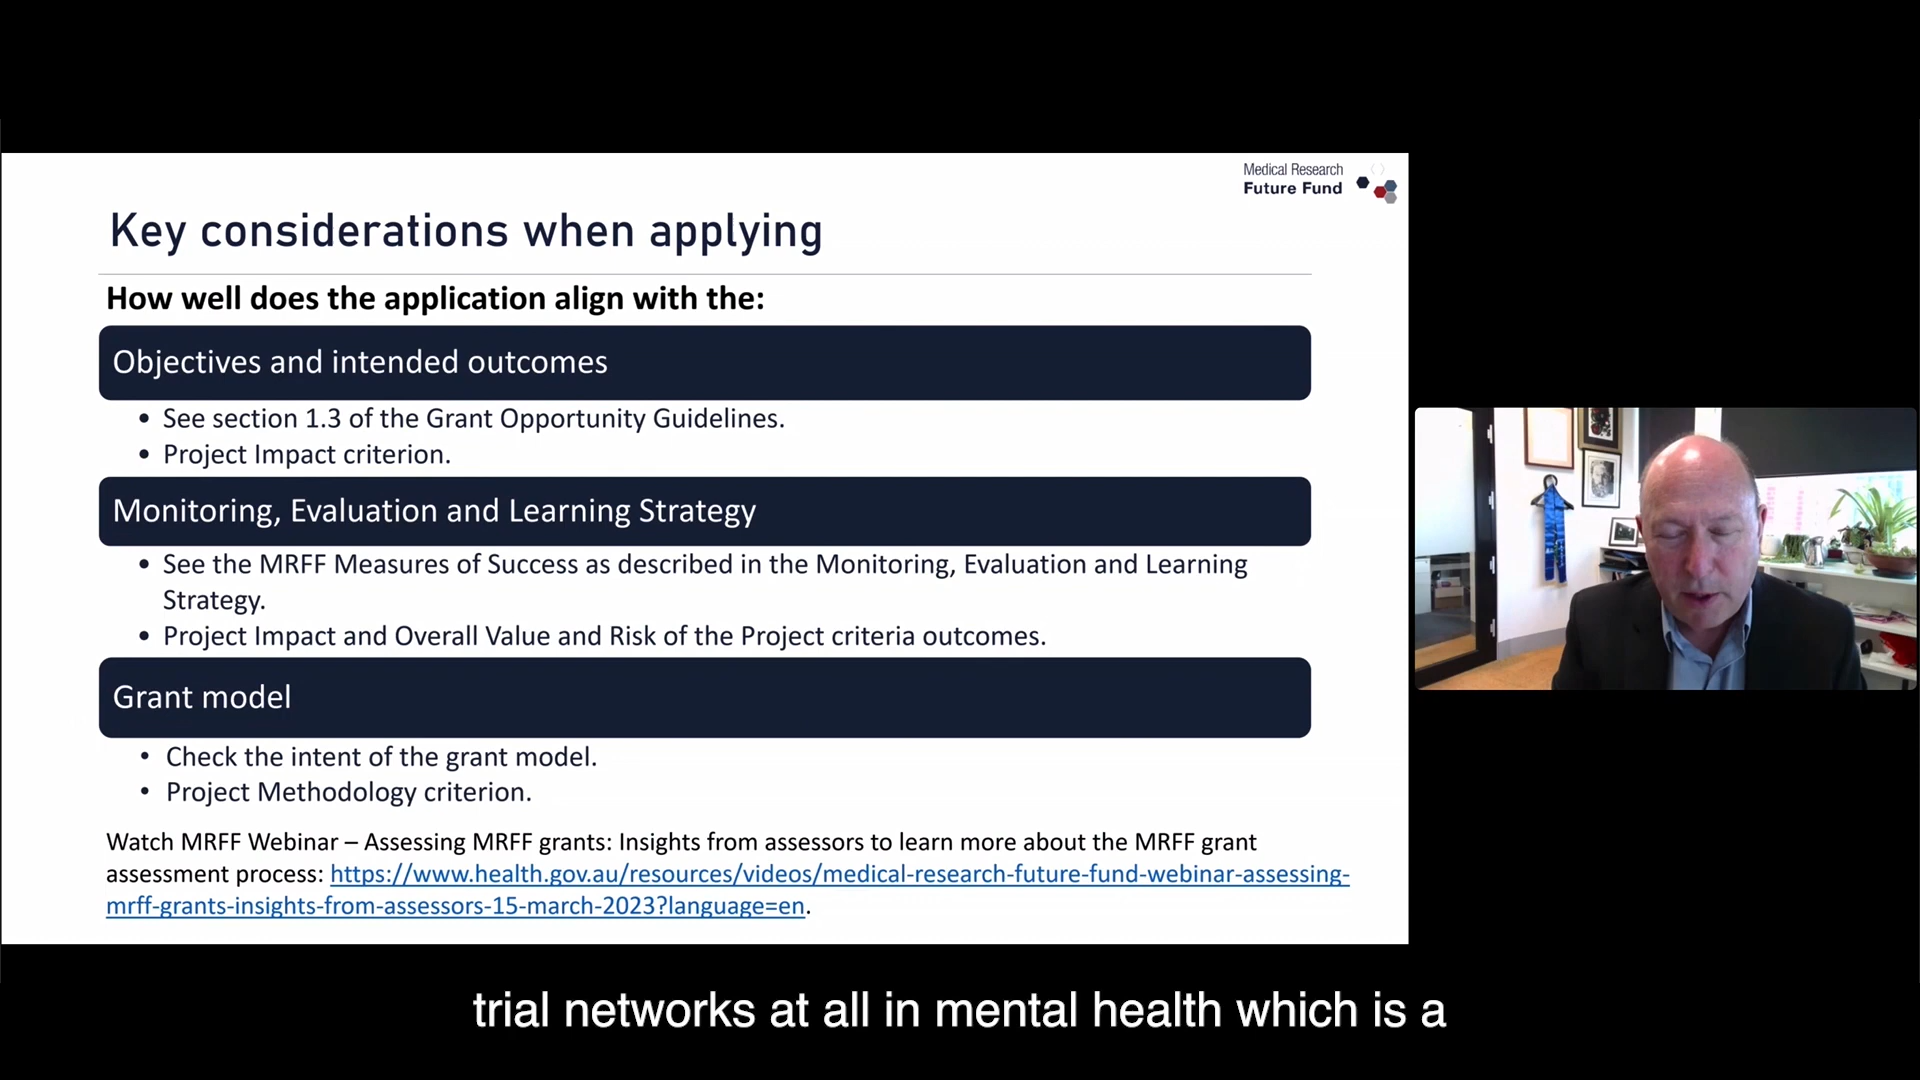 Medical Research
Future Fund
Key considerations when applying
How well does the application align with the:
Objectives and intended outcomes
• See section 1.3 of the Grant Opportunity Guidelines.
• Project Impact criterion.
Monitoring, Evaluation and Learning Strategy
• See the MRFF Measures of Success as described in the Monitoring, Evaluation and Learning
Strategy.
• Project Impact and Overall Value and Risk of the Project criteria outcomes.
Grant model
• Check the intent of the grant model.
• Project Methodology criterion.
Watch MRFF Webinar – Assessing MRFF grants: Insights from assessors to learn more about the MRFF grant
assessment process: https://www.health.gov.au/resources/videos/medical-research-future-fund-webinar-assessing-
mrff-grants-insights-from-assessors-15-march-2023?language=en.
trial networks at all in mental health which is a